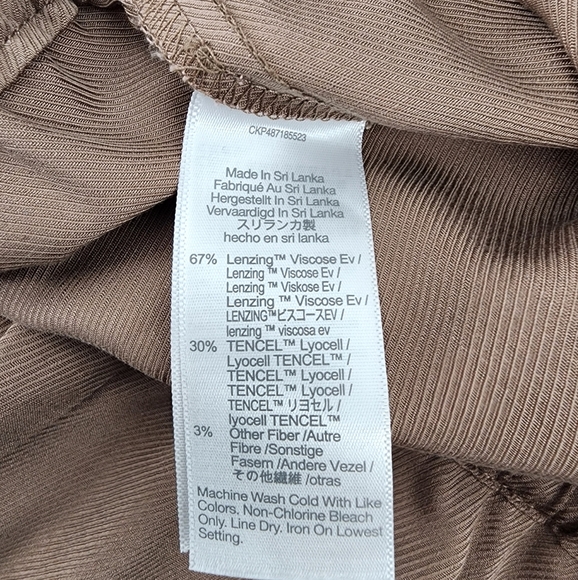 CKP487185523
Made In Sri Lanka
Fabriqué Au Sri Lanka
Hergestellt In Sri Lanka
Vervaardigd In Sri Lanka
スリランカ製
hecho en sri lanka
67% Lenzing™ Viscose Ev /
Lenzing ™ Viscose Ev /
Lenzing ™ Viskose Ev /
Lenzing ™ Viscose Ev /
LENZING™ビスコースEV /
lenzing ™ viscosa ev
30% TENCEL™ Lyocell /
Lyocell TENCEL™ /
TENCEL™ Lyocell /
TENCEL™ Lyocell /
TENCEL™ リヨセル /
lyocell TENCEL™
3% Other Fiber /Autre
Fibre /Sonstige
Fasern /Andere Vezel /
その他繊維 /otras
Machine Wash Cold With Like
Colors. Non-Chlorine Bleach
Only. Line Dry. Iron On Lowest
Setting.